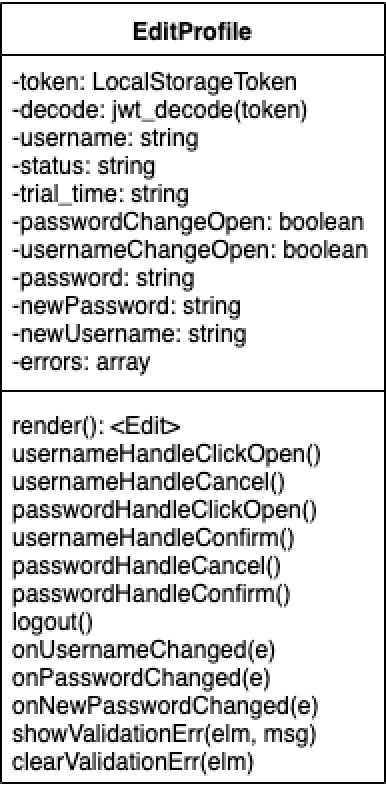 EditProfile
-token: LocalStorageToken
-decode: jwt_decode(token)
-username: string
-status: string
-trial_time: string
-passwordChangeOpen: boolean
-usernameChangeOpen: boolean
-password: string
-newPassword: string
-newUsername: string
-errors: array
render(): <Edit>
usernameHandleClickOpen()
usernameHandleCancel()
passwordHandleClickOpen()
usernameHandleConfirm()
passwordHandleCancel()
passwordHandleConfirm()
logout()
onUsernameChanged(e)
onPasswordChanged(e)
onNewPasswordChanged(e)
showValidationErr(elm, msg)
clearValidationErr(elm)